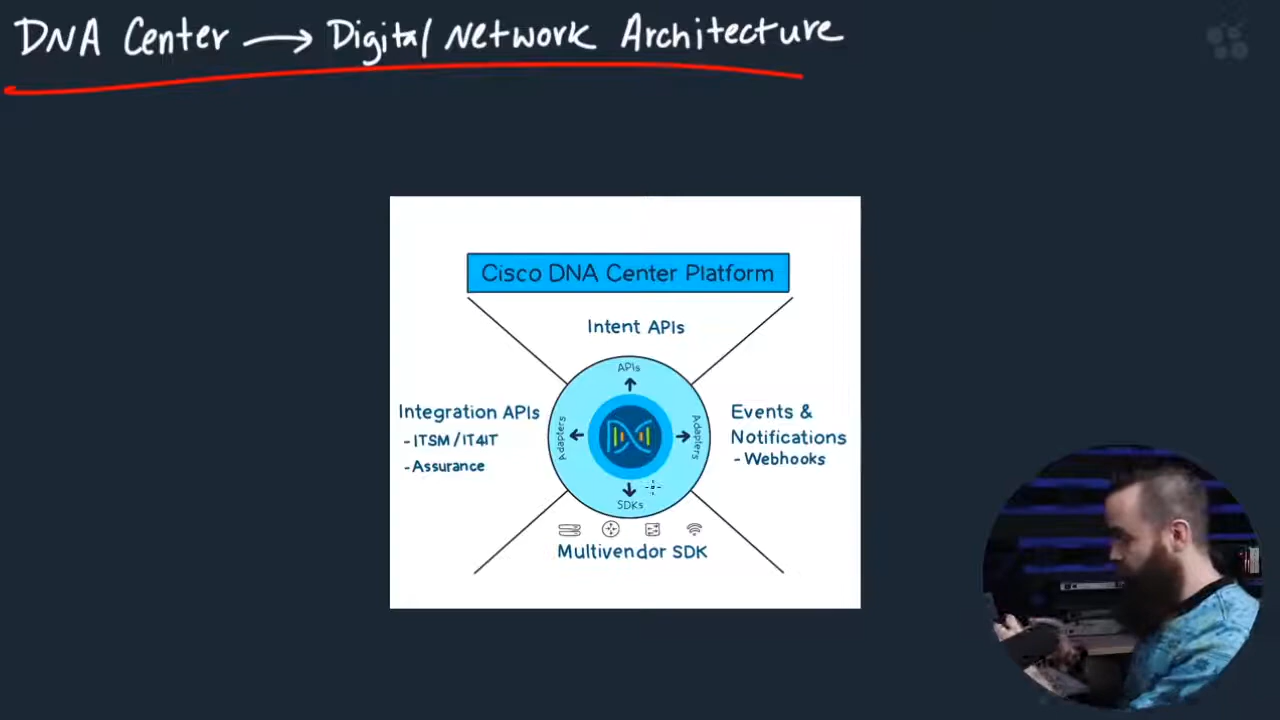 DNA Center → Digital Network Architecture
Cisco DNA Center Platform
Intent APIs
APIs
Integration APIs
- ITSM / IT4IT
- Assurance
Adapters
Adapters
Events &
Notifications
- Webhooks
SDKs
Multivendor SDK